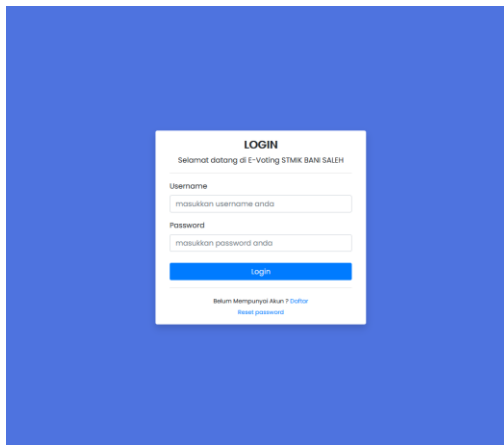 LOGIN
Selamat datang di E-Voting STMIK BANI SALEH
Username
masukkan username anda
Password
masukkan password anda
Login
Belum Mempunyai Akun ? Daftar
Reset password